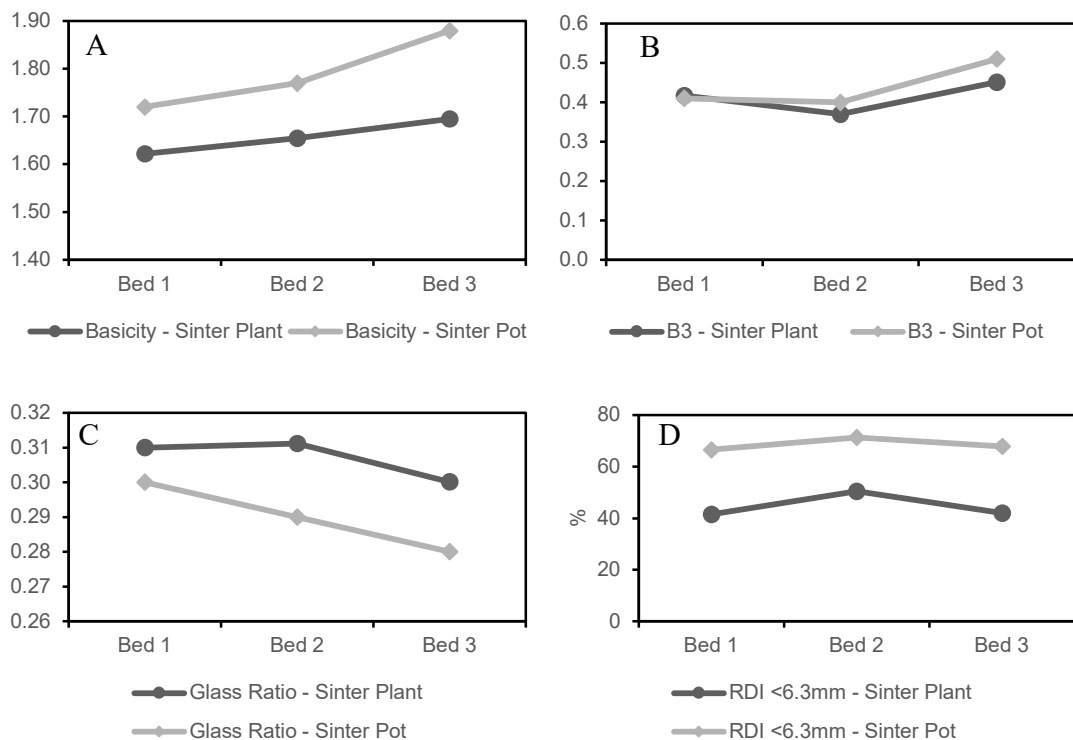 A
1.90
1.80
1.70
1.60
1.50
1.40
Bed 1 Bed 2 Bed 3
Basicity - Sinter Plant Basicity - Sinter Pot
B
0.6
0.5
0.4
0.3
0.2
0.1
0.0
Bed 1 Bed 2 Bed 3
B3 - Sinter Plant B3 - Sinter Pot
C
0.32
0.31
0.30
0.29
0.28
0.27
0.26
Bed 1 Bed 2 Bed 3
Glass Ratio - Sinter Plant
Glass Ratio - Sinter Pot
D
80
60
40
20
0
%
Bed 1 Bed 2 Bed 3
RDI <6.3mm - Sinter Plant
RDI <6.3mm - Sinter Pot